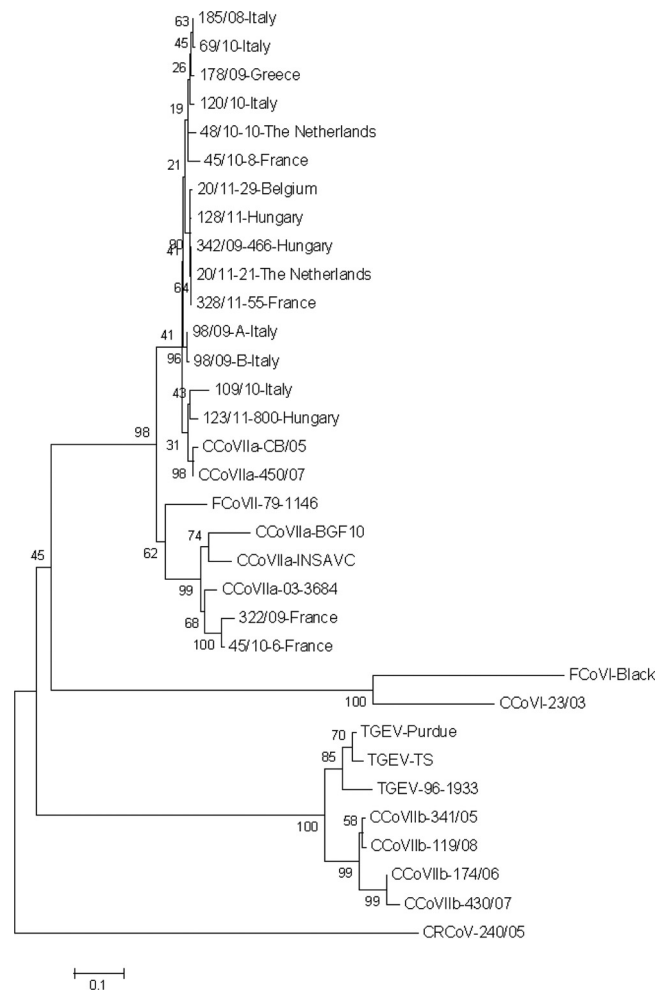 185/08-Italy
63
45
69/10-Italy
26
178/09-Greece
19
120/10-Italy
48/10-10-The Netherlands
21
45/10-8-France
20/11-29-Belgium
128/11-Hungary
90
41
342/09-466-Hungary
20/11-21-The Netherlands
64
328/11-55-France
41
98/09-A-Italy
96
98/09-B-Italy
43
109/10-Italy
123/11-800-Hungary
98
31
CCoVIIa-CB/05
98
CCoVIIa-450/07
FCoVII-79-1146
74
CCoVIIa-BGF10
45
62
CCoVIIa-INSAVC
99
CCoVIIa-03-3684
68
322/09-France
100
45/10-6-France
FCoVI-Black
100
CCoVI-23/03
70
TGEV-Purdue
85
TGEV-TS
TGEV-96-1933
100
58
CCoVIIb-341/05
CCoVIIb-119/08
99
CCoVIIb-174/06
99
CCoVIIb-430/07
CRCoV-240/05
0.1